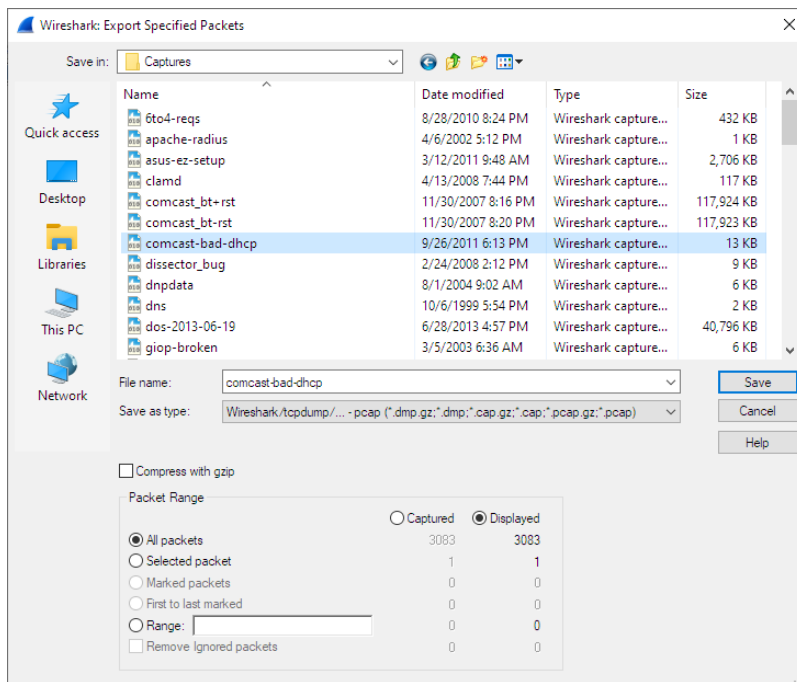 Wireshark: Export Specified Packets
Save in: Captures
Name Date modified Type Size
6to4-reqs 8/28/2010 8:24 PM Wireshark capture... 432 KB
apache-radius 4/6/2002 5:12 PM Wireshark capture... 1 KB
asus-ez-setup 3/12/2011 9:48 AM Wireshark capture... 2,706 KB
clamd 4/13/2008 7:44 PM Wireshark capture... 117 KB
comcast_bt+rst 11/30/2007 8:16 PM Wireshark capture... 117,924 KB
comcast_bt-rst 11/30/2007 8:20 PM Wireshark capture... 117,923 KB
comcast-bad-dhcp 9/26/2011 6:13 PM Wireshark capture... 13 KB
dissector_bug 2/24/2008 2:12 PM Wireshark capture... 9 KB
dnpdata 8/1/2004 9:02 AM Wireshark capture... 6 KB
dns 10/6/1999 5:54 PM Wireshark capture... 2 KB
dos-2013-06-19 6/28/2013 4:57 PM Wireshark capture... 40,796 KB
giop-broken 3/5/2003 6:36 AM Wireshark capture... 6 KB
Quick access
Desktop
Libraries
This PC
Network
File name: comcast-bad-dhcp Save
Save as type: Wireshark/tcpdump/... - pcap (*.dmp.gz;*.dmp;*.cap.gz;*.cap;*.pcap.gz;*.pcap) Cancel
Help
Compress with gzip
Packet Range
Captured Displayed
All packets 3083 3083
Selected packet 1 1
Marked packets 0 0
First to last marked 0 0
Range: 0 0
Remove Ignored packets 0 0